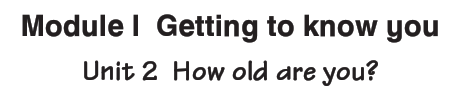 Module I Getting to know you
Unit 2 How old are you?